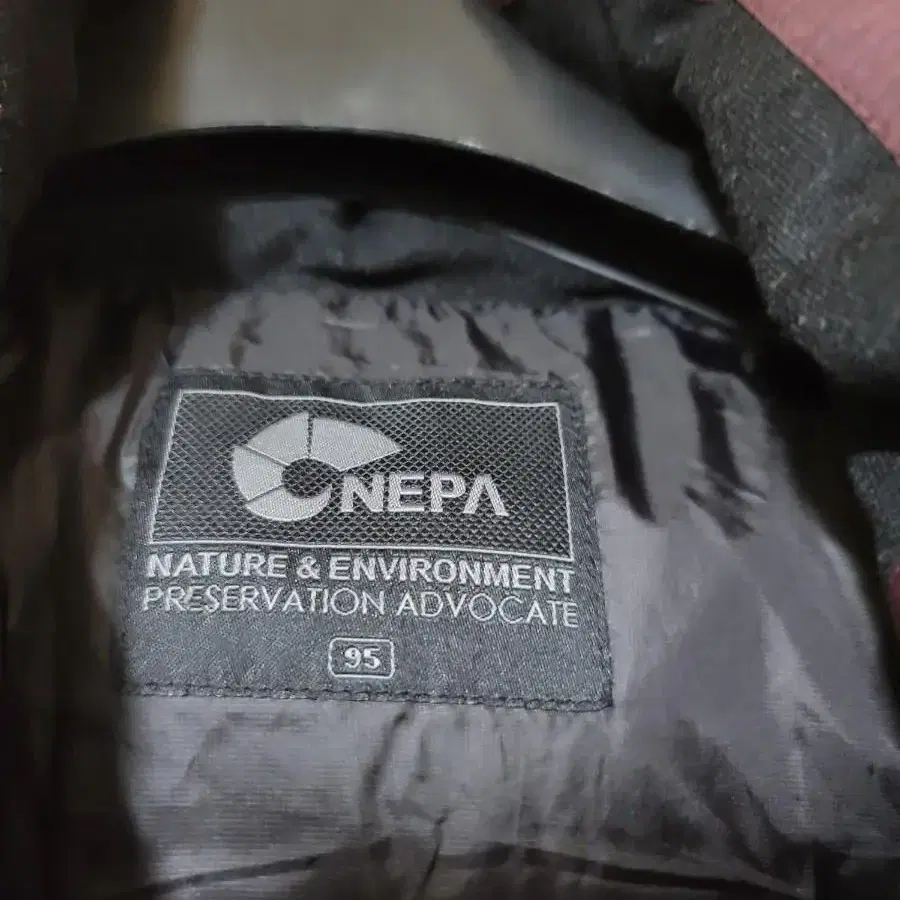 NEPA
NATURE & ENVIRONMENT
PRESERVATION ADVOCATE
95